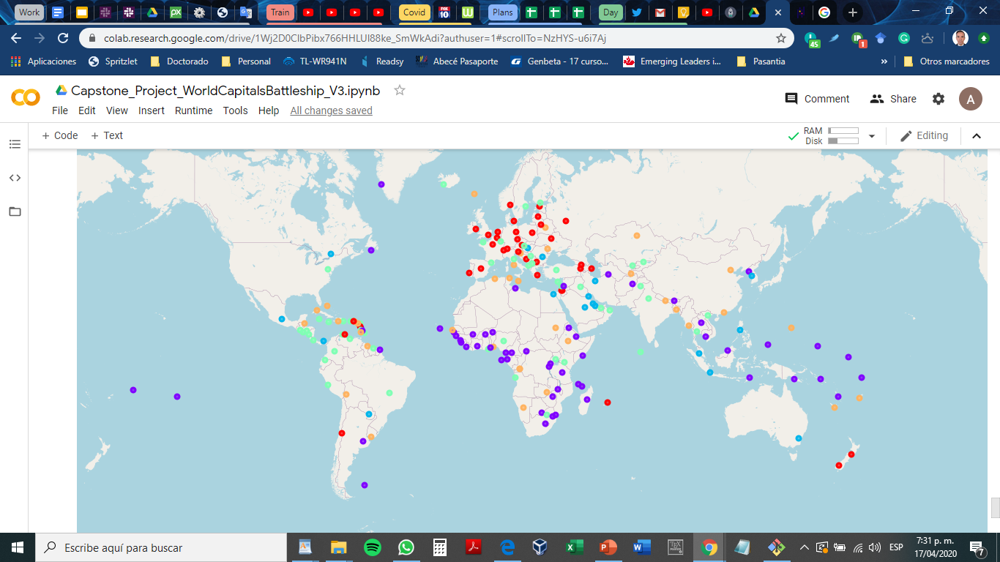 Work
Train
Covid
FOX 10
Plans
Day
colab.research.google.com/drive/1Wj2D0ClbPibx766HHLUl88ke_SmWkAdi?authuser=1#scrollTo=NzHYS-u6i7Aj
45
1
Aplicaciones
Spritzlet
Doctorado
Personal
TL-WR941N
Readsy
Abecé Pasaporte
Genbeta - 17 curso...
Emerging Leaders i...
Pasantia
»
Otros marcadores
Capstone_Project_WorldCapitalsBattleship_V3.ipynb
Comment
Share
A
File Edit View Insert Runtime Tools Help All changes saved
+ Code + Text
RAM
Disk
Editing
Escribe aquí para buscar
ESP
7:31 p. m.
17/04/2020
7